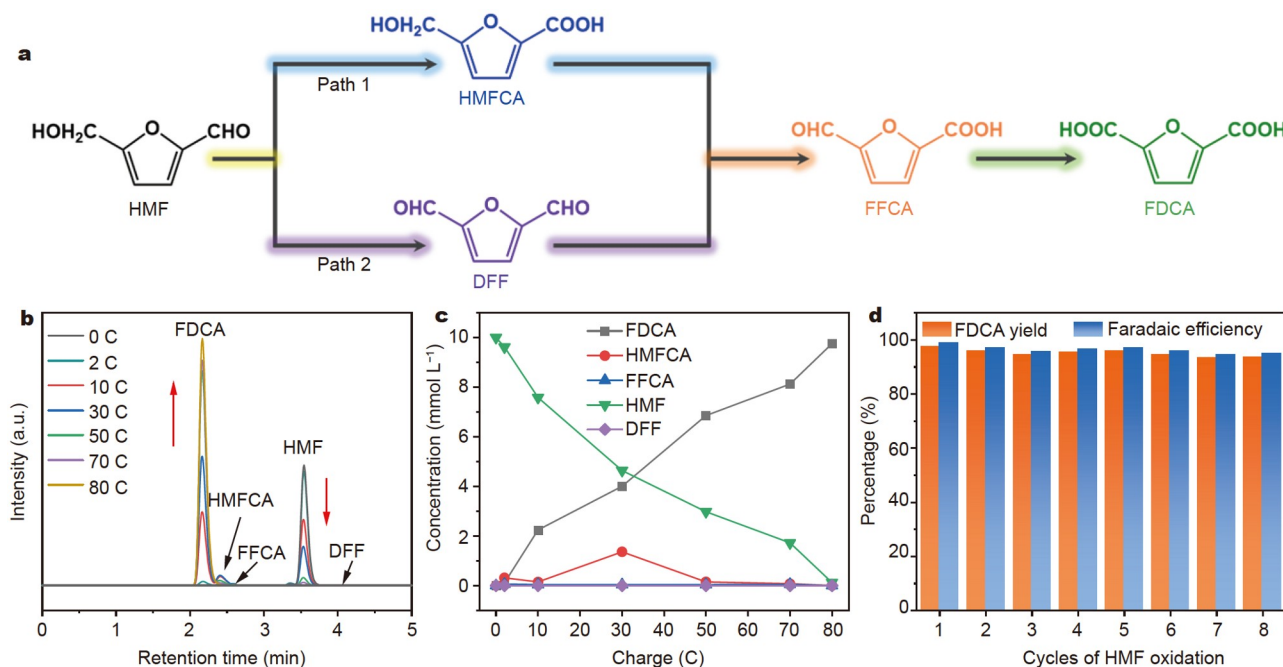 a
HOH₂C O COOH
HMFCA
Path 1
HOH₂C O CHO
HMF
OHC O CHO
DFF
Path 2
OHC O COOH
FFCA
HOOC O COOH
FDCA
b
FDCA
HMFCA
FFCA
HMF
DFF
0 C
2 C
10 C
30 C
50 C
70 C
80 C
Intensity (a.u.)
0 1 2 3 4 5
Retention time (min)
c
FDCA
HMFCA
FFCA
HMF
DFF
Concentration (mmol L⁻¹)
10
8
6
4
2
0
0 10 20 30 40 50 60 70 80
Charge (C)
d
FDCA yield Faradaic efficiency
Percentage (%)
100
80
60
40
20
0
1 2 3 4 5 6 7 8
Cycles of HMF oxidation